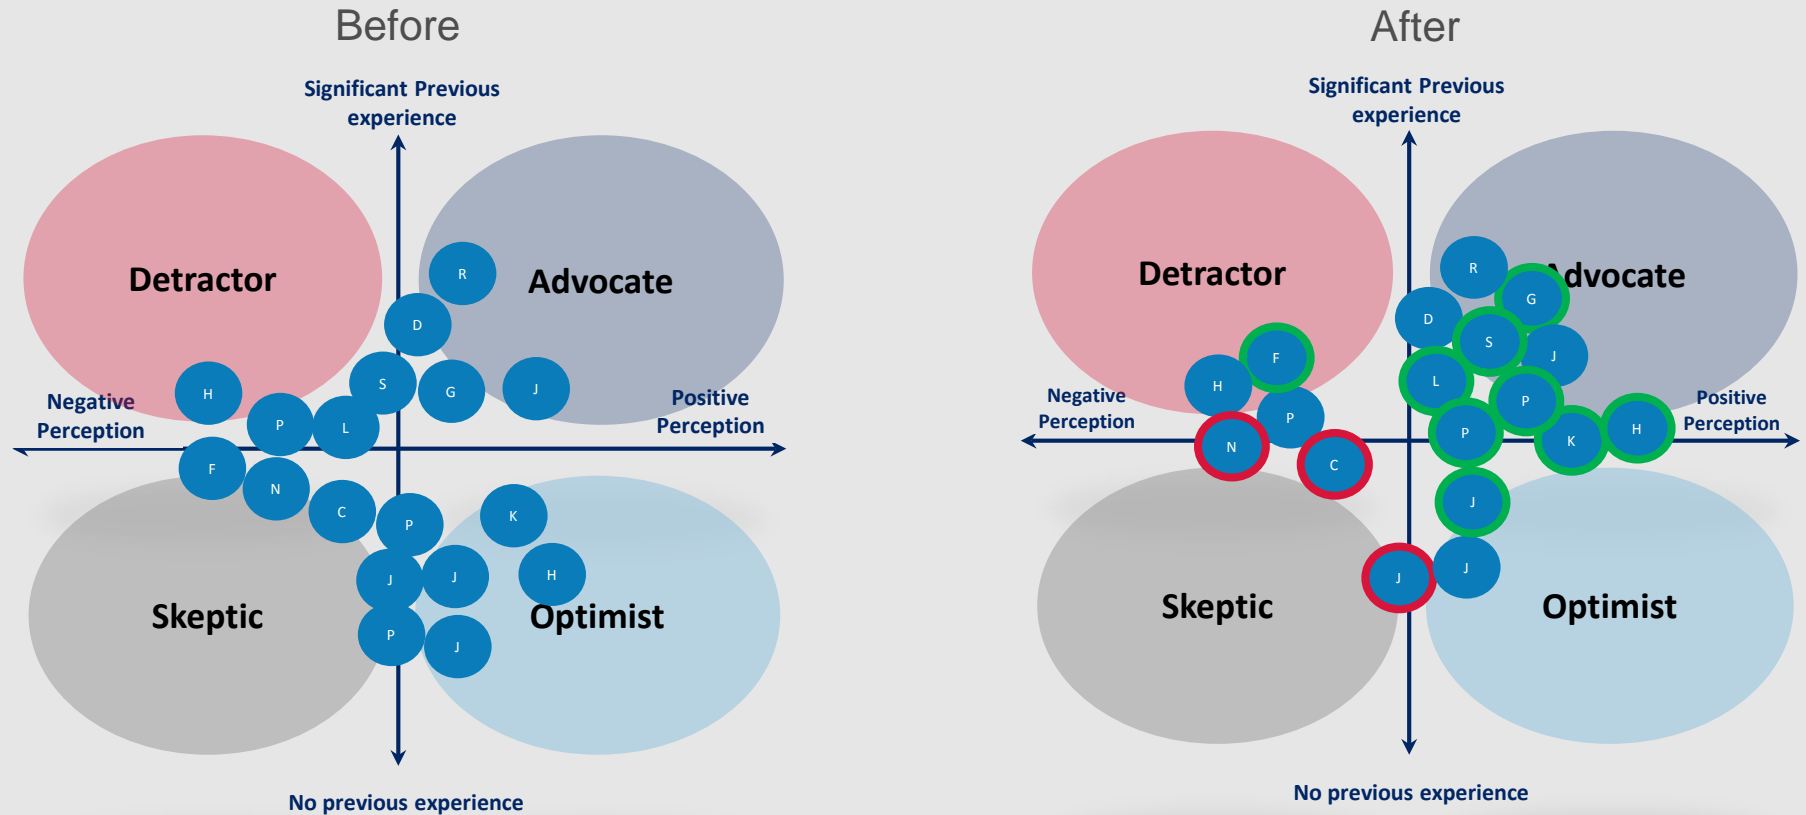 Before
Significant Previous
experience
Detractor
Advocate
R
D
S
G
J
H
P
L
Negative
Perception
Positive
Perception
F
N
C
P
K
J
J
H
Skeptic
Optimist
P
J
No previous experience
After
Significant Previous
experience
Detractor
Advocate
R
G
D
S
J
F
H
L
P
P
Negative
Perception
Positive
Perception
N
C
P
K
H
J
J
J
Skeptic
Optimist
No previous experience